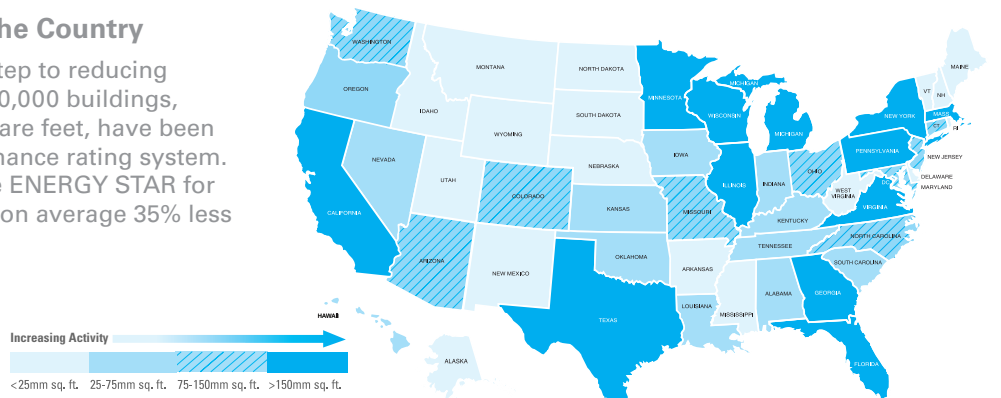 he Country
tep to reducing
0,000 buildings,
are feet, have been
nance rating system.
e ENERGY STAR for
on average 35% less
WASHINGTON
MONTANA
NORTH DAKOTA
MINNESOTA
MICHIGAN
MAINE
VT
NH
OREGON
IDAHO
SOUTH DAKOTA
WISCONSIN
MICHIGAN
NEW YORK
MASS
CT
RI
WYOMING
NEVADA
UTAH
NEBRASKA
IOWA
PENNSYLVANIA
NEW JERSEY
CALIFORNIA
COLORADO
KANSAS
MISSOURI
ILLINOIS
INDIANA
OHIO
WEST
VIRGINIA
DC
DELAWARE
MARYLAND
VIRGINIA
KENTUCKY
ARIZONA
NEW MEXICO
OKLAHOMA
ARKANSAS
TENNESSEE
NORTH CAROLINA
SOUTH CAROLINA
TEXAS
LOUISIANA
MISSISSIPPI
ALABAMA
GEORGIA
FLORIDA
HAWAII
ALASKA
Increasing Activity
<25mm sq. ft. 25-75mm sq. ft. 75-150mm sq. ft. >150mm sq. ft.